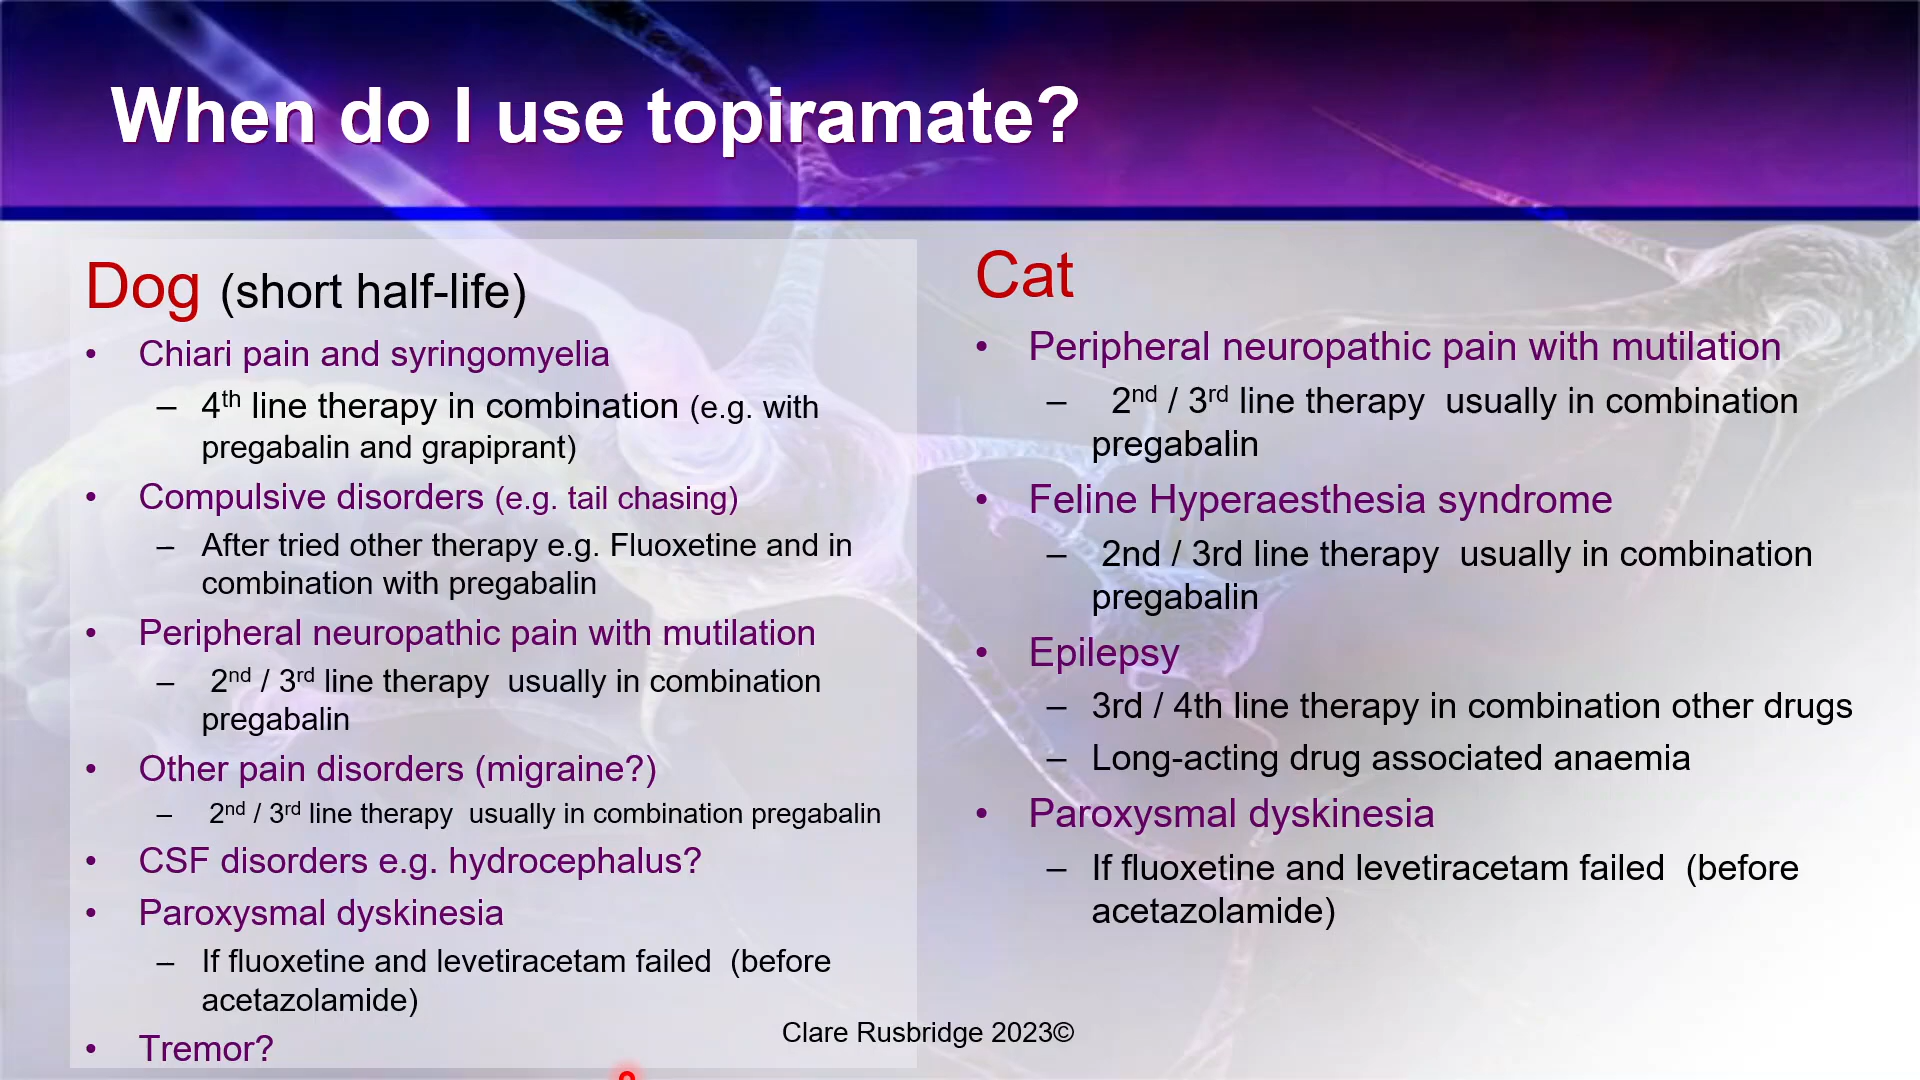 When do I use topiramate?
Dog (short half-life)
• Chiari pain and syringomyelia
– 4th line therapy in combination (e.g. with
pregabalin and grapiprant)
• Compulsive disorders (e.g. tail chasing)
– After tried other therapy e.g. Fluoxetine and in
combination with pregabalin
• Peripheral neuropathic pain with mutilation
– 2nd / 3rd line therapy usually in combination
pregabalin
• Other pain disorders (migraine?)
– 2nd / 3rd line therapy usually in combination pregabalin
• CSF disorders e.g. hydrocephalus?
• Paroxysmal dyskinesia
– If fluoxetine and levetiracetam failed (before
acetazolamide)
• Tremor?
Cat
• Peripheral neuropathic pain with mutilation
– 2nd / 3rd line therapy usually in combination
pregabalin
• Feline Hyperaesthesia syndrome
– 2nd / 3rd line therapy usually in combination
pregabalin
• Epilepsy
– 3rd / 4th line therapy in combination other drugs
– Long-acting drug associated anaemia
• Paroxysmal dyskinesia
– If fluoxetine and levetiracetam failed (before
acetazolamide)
Clare Rusbridge 2023©